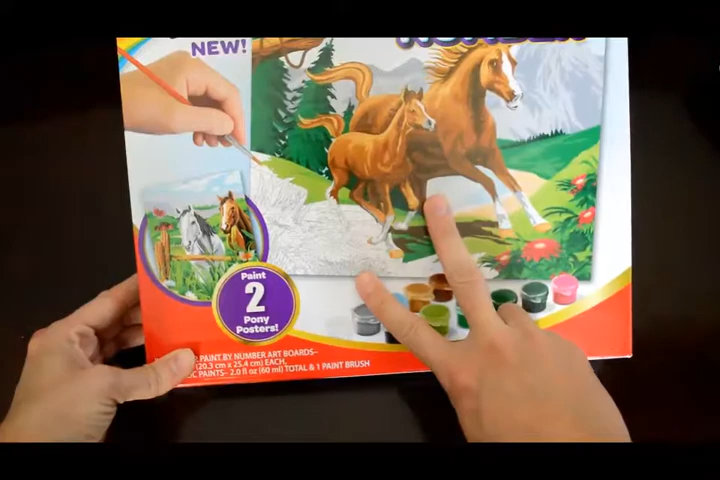 NEW!
NUMBER
Paint
2
Pony
Posters!
PAINT BY NUMBER ART BOARDS–
(20.3 cm x 25.4 cm) EACH,
PAINTS– 2.0 fl oz (60 ml) TOTAL & 1 PAINT BRUSH